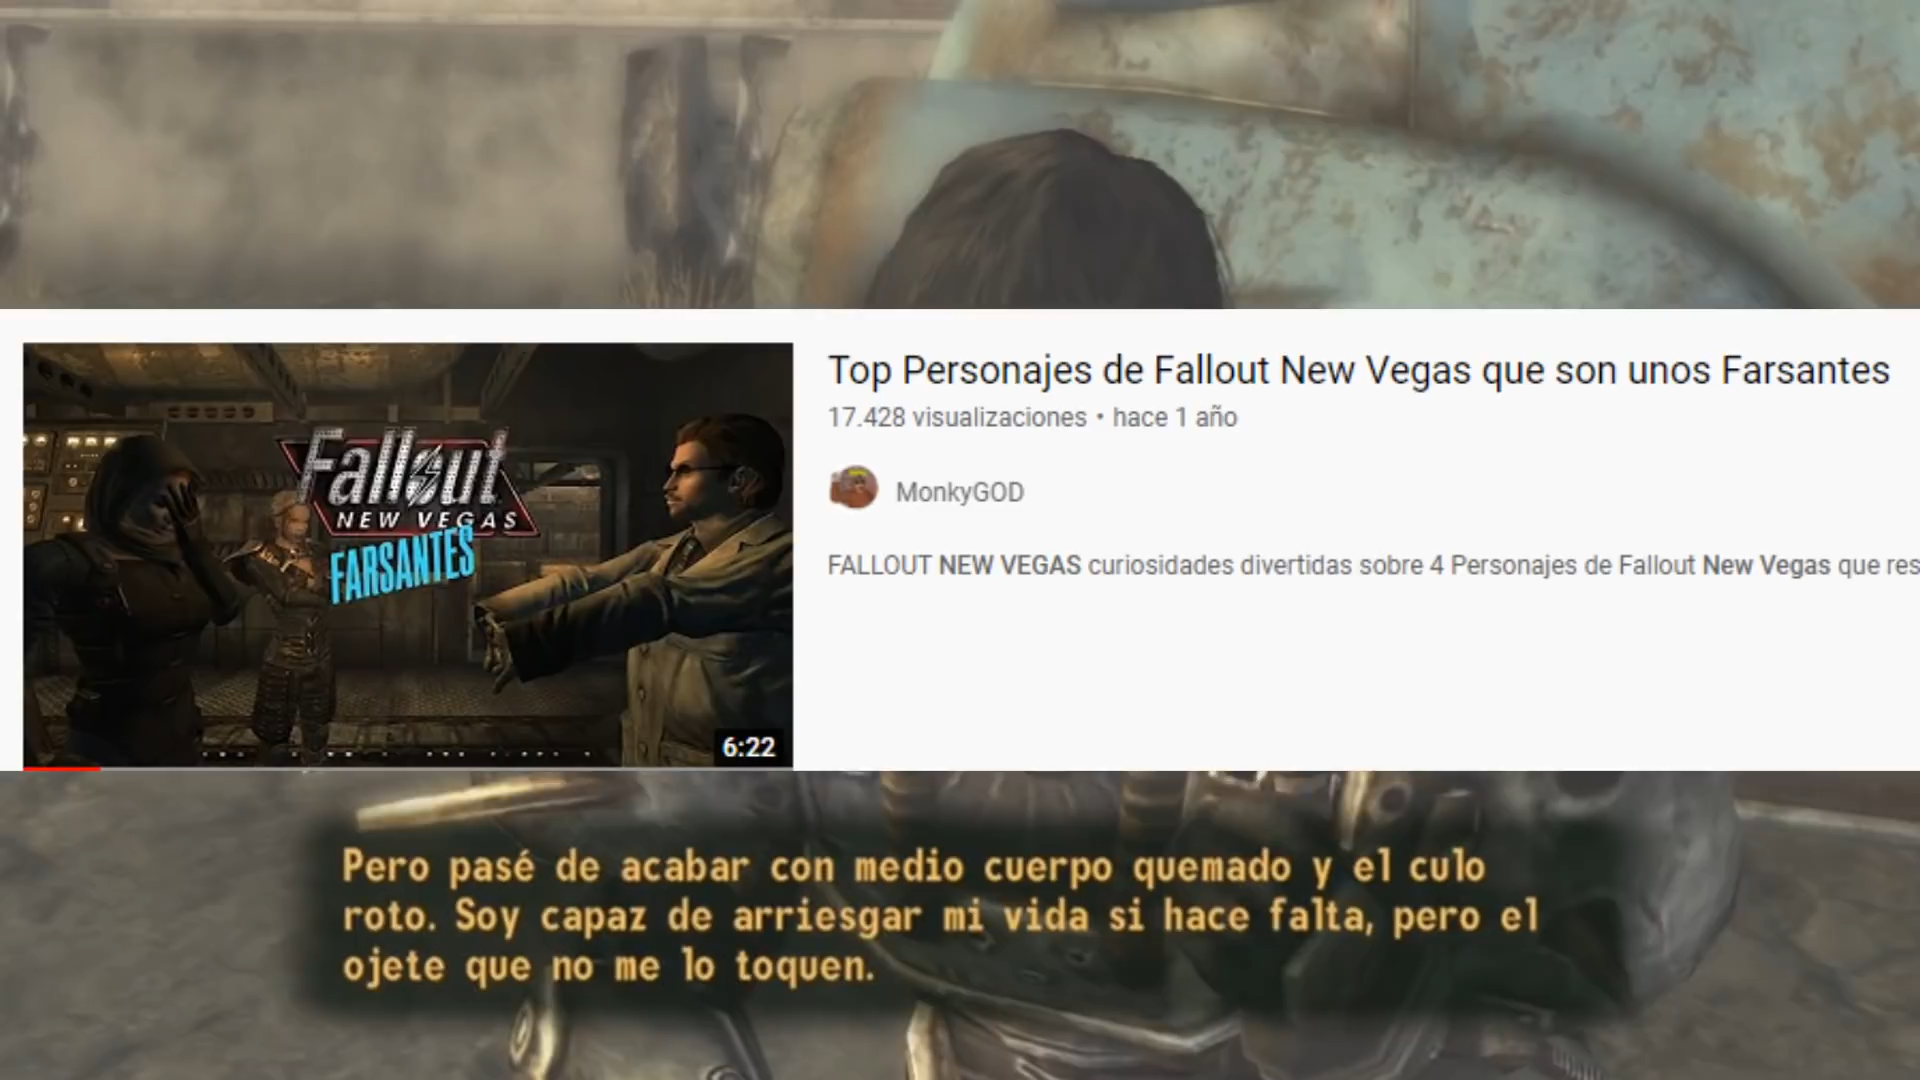 Top Personajes de Fallout New Vegas que son unos Farsantes
17.428 visualizaciones • hace 1 año
MonkyGOD
FALLOUT NEW VEGAS curiosidades divertidas sobre 4 Personajes de Fallout New Vegas que res
Fallout
NEW VEGAS
FARSANTES
6:22
Pero pasé de acabar con medio cuerpo quemado y el culo
roto. Soy capaz de arriesgar mi vida si hace falta, pero el
ojete que no me lo toquen.